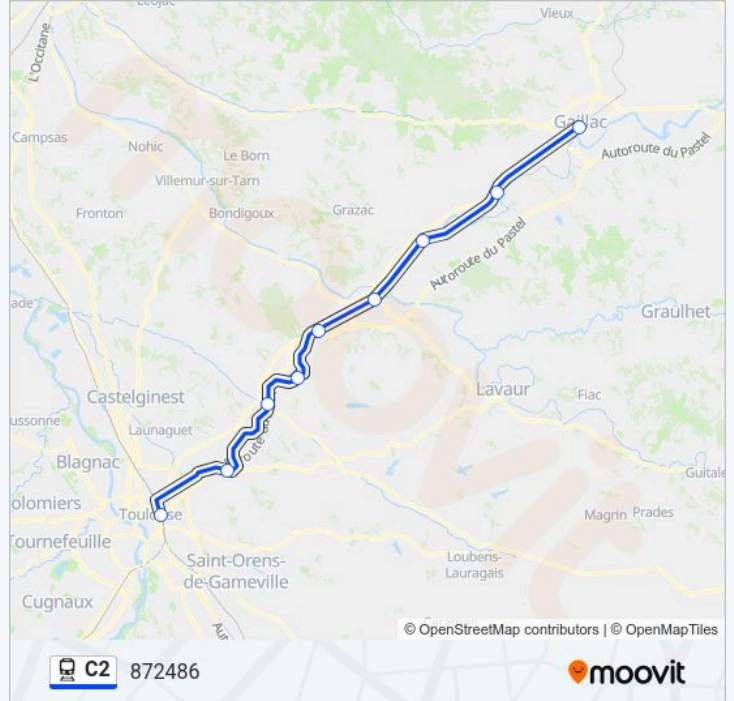 Vieux
L'Occitane
Gaillac
Campsas
Nohic
Le Born
Autoroute du Pastel
Villemur-sur-Tarn
Fronton
Bondigoux
Grazac
Autoroute du Pastel
ade
Graulhet
Castelginest
Lavaur
Flac
ussonne
Launaguet
Blagnac
Guitale
olomiers
Toulouse
Magrin
Prades
Tournefeuille
Saint-Orens-
de-Gameville
Loubens-
Lauragais
Cugnaux
© OpenStreetMap contributors | © OpenMapTiles
C2 872486
moovit